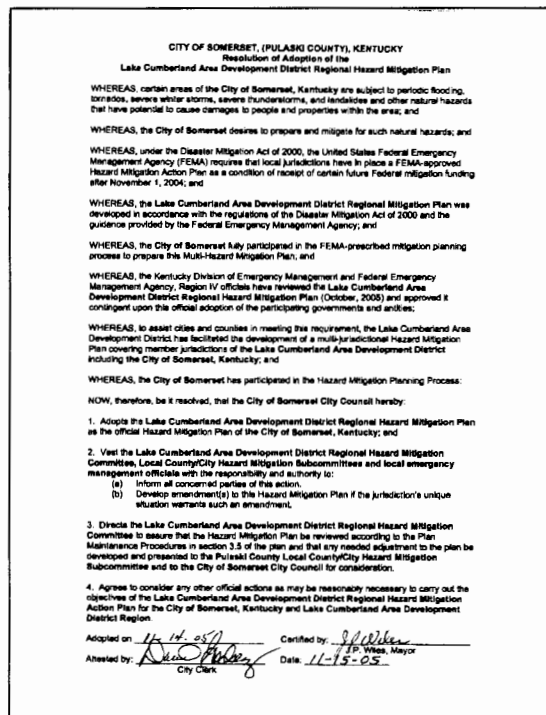 CITY OF SOMERSET, (PULASKI COUNTY), KENTUCKY
Resolution of Adoption of the
Lake Cumberland Area Development District Regional Hazard Mitigation Plan
WHEREAS, certain areas of the City of Somerset, Kentucky are subject to periodic flooding,
tornados, severe winter storms, severe thunderstorms, and landslides and other natural hazards
that have potential to cause damages to people and properties within the area; and
WHEREAS, the City of Somerset desires to prepare and mitigate for such natural hazards; and
WHEREAS, under the Disaster Mitigation Act of 2000, the United States Federal Emergency
Management Agency (FEMA) requires that local jurisdictions have in place a FEMA-approved
Hazard Mitigation Action Plan as a condition of receipt of certain future Federal mitigation funding
after November 1, 2004; and
WHEREAS, the Lake Cumberland Area Development District Regional Mitigation Plan was
developed in accordance with the regulations of the Disaster Mitigation Act of 2000 and the
guidance provided by the Federal Emergency Management Agency; and
WHEREAS, the City of Somerset fully participated in the FEMA-prescribed mitigation planning
process to prepare this Multi-Hazard Mitigation Plan; and
WHEREAS, the Kentucky Division of Emergency Management and Federal Emergency
Management Agency, Region IV officials have reviewed the Lake Cumberland Area
Development District Regional Hazard Mitigation Plan (October, 2005) and approved it
contingent upon this official adoption of the participating governments and entities;
WHEREAS, to assist cities and counties in meeting this requirement, the Lake Cumberland Area
Development District has facilitated the development of a multi-jurisdictional Hazard Mitigation
Plan covering member jurisdictions of the Lake Cumberland Area Development District
including the City of Somerset, Kentucky; and
WHEREAS, the City of Somerset has participated in the Hazard Mitigation Planning Process:
NOW, therefore, be it resolved, that the City of Somerset City Council hereby:
1. Adopts the Lake Cumberland Area Development District Regional Hazard Mitigation Plan
as the official Hazard Mitigation Plan of the City of Somerset, Kentucky; and
2. Vest the Lake Cumberland Area Development District Regional Hazard Mitigation
Committee, Local County/City Hazard Mitigation Subcommittees and local emergency
management officials with the responsibility and authority to:
(a) Inform all concerned parties of this action.
(b) Develop amendment(s) to this Hazard Mitigation Plan if the jurisdiction's unique
situation warrants such an amendment.
3. Directs the Lake Cumberland Area Development District Regional Hazard Mitigation
Committee to assure that the Hazard Mitigation Plan be reviewed according to the Plan
Maintenance Procedures in section 3.5 of the plan and that any needed adjustment to the plan be
developed and presented to the Pulaski County Local County/City Hazard Mitigation
Subcommittee and to the City of Somerset City Council for consideration.
4. Agrees to consider any other official actions as may be reasonably necessary to carry out the
objectives of the Lake Cumberland Area Development District Regional Hazard Mitigation
Action Plan for the City of Somerset, Kentucky and Lake Cumberland Area Development
District Region.
Adopted on 11-14-05 Certified by: J.P. Wiles
J.P. Wiles, Mayor
Attested by: David Date: 11-15-05
City Clerk